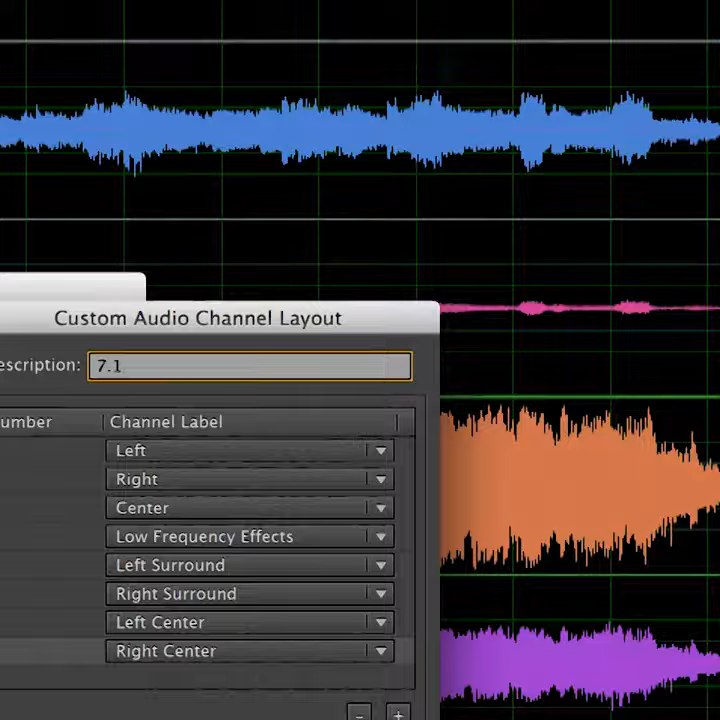 Custom Audio Channel Layout
escription: 7.1
umber Channel Label
Left
Right
Center
Low Frequency Effects
Left Surround
Right Surround
Left Center
Right Center
- +